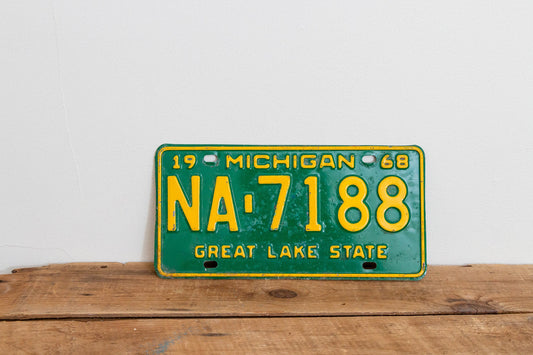 19 MICHIGAN 68
NA-7188
GREAT LAKE STATE